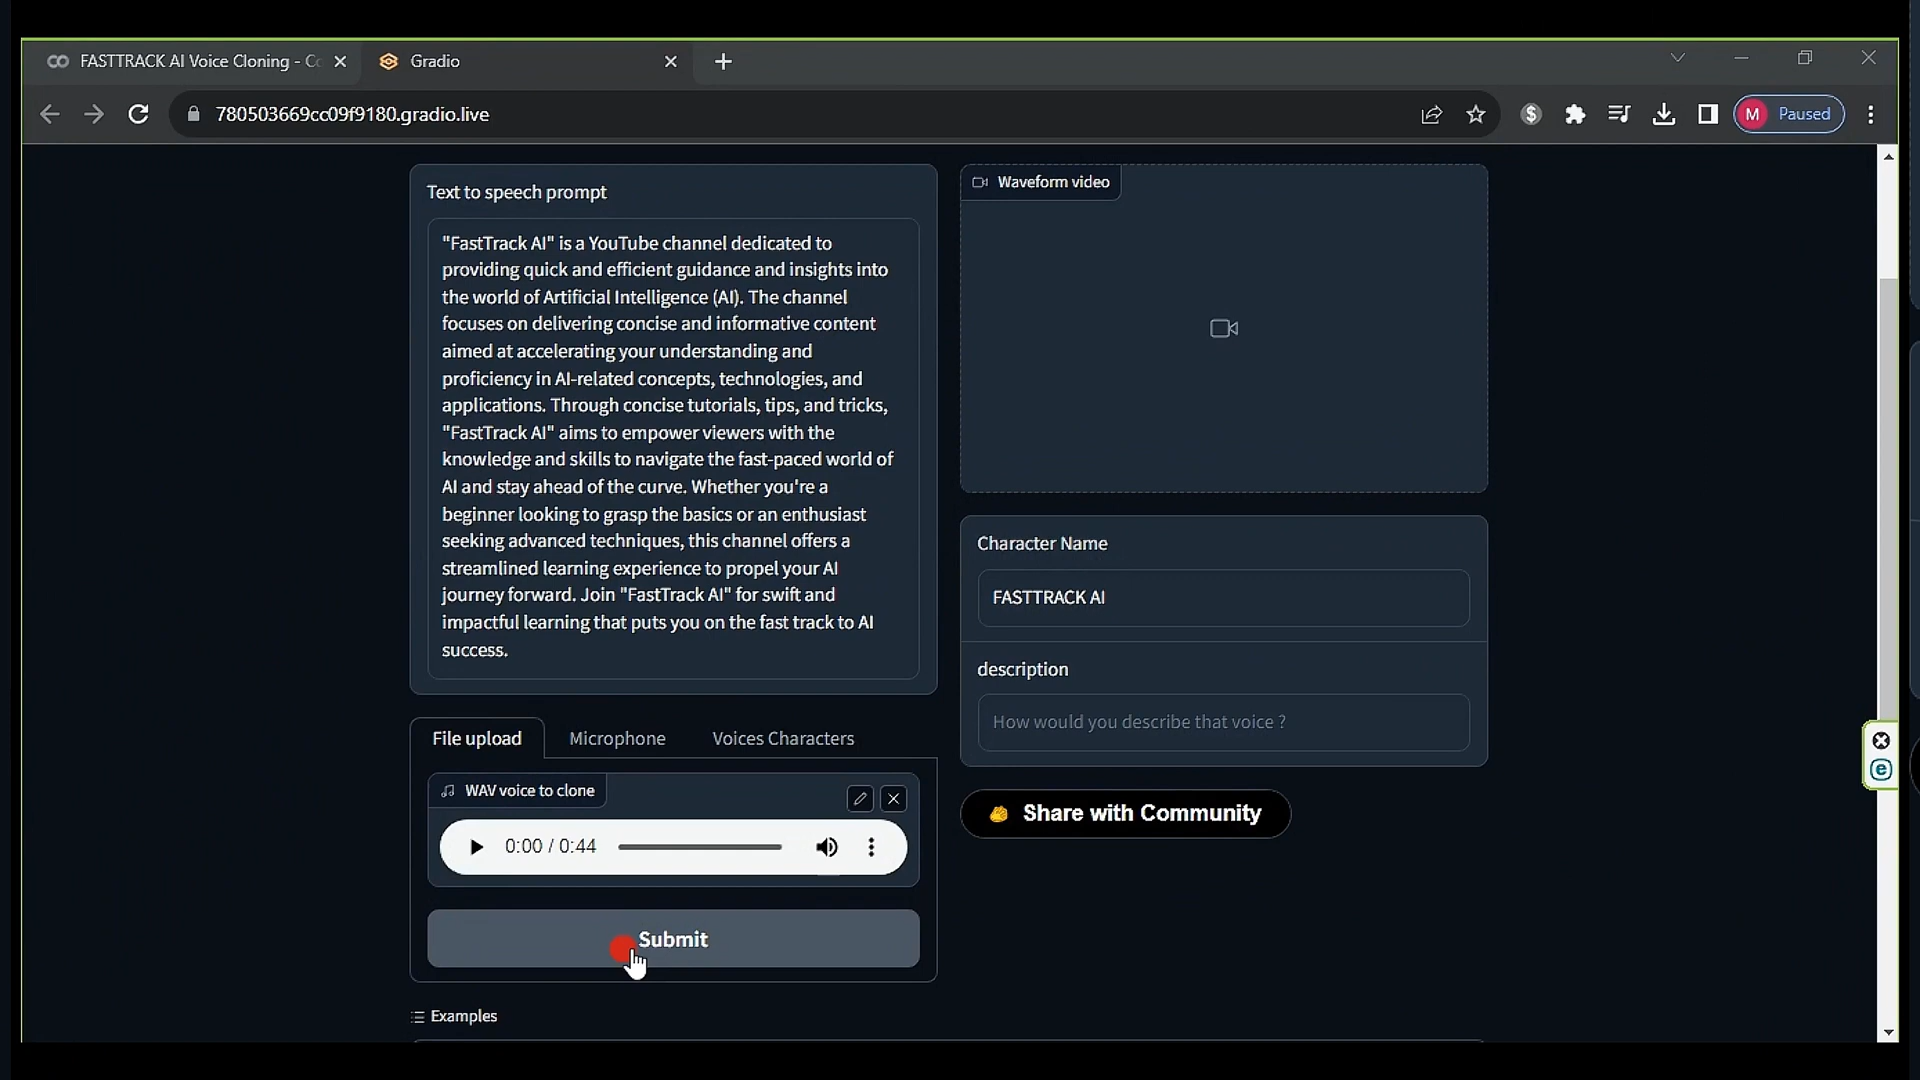 FASTTRACK AI Voice Cloning - Co
Gradio
780503669cc09f9180.gradio.live
M Paused
Text to speech prompt
"FastTrack AI" is a YouTube channel dedicated to
providing quick and efficient guidance and insights into
the world of Artificial Intelligence (AI). The channel
focuses on delivering concise and informative content
aimed at accelerating your understanding and
proficiency in AI-related concepts, technologies, and
applications. Through concise tutorials, tips, and tricks,
"FastTrack AI" aims to empower viewers with the
knowledge and skills to navigate the fast-paced world of
AI and stay ahead of the curve. Whether you're a
beginner looking to grasp the basics or an enthusiast
seeking advanced techniques, this channel offers a
streamlined learning experience to propel your AI
journey forward. Join "FastTrack AI" for swift and
impactful learning that puts you on the fast track to AI
success.
File upload
Microphone
Voices Characters
WAV voice to clone
0:00 / 0:44
Submit
Examples
Waveform video
Character Name
FASTTRACK AI
description
How would you describe that voice ?
Share with Community